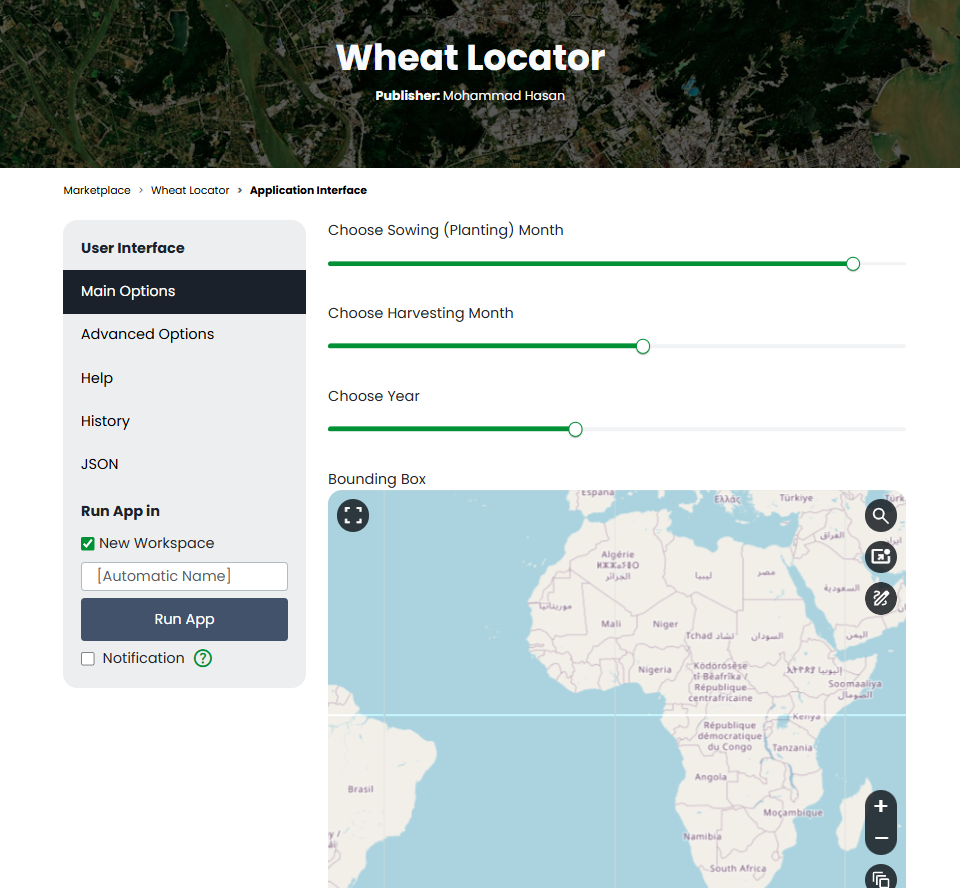 Wheat Locator
Publisher: Mohammad Hasan
Marketplace > Wheat Locator > Application Interface
User Interface
Main Options
Advanced Options
Help
History
JSON
Run App in
New Workspace
[Automatic Name]
Run App
Notification ?
Choose Sowing (Planting) Month
Choose Harvesting Month
Choose Year
Bounding Box
España
Ελλάς
Türkiye
العراق
Algérie
ⵍⵣⵣⴰⵢⴻⵔ
الجزائر
ليبيا
مصر
السعودية
موريتانيا
Mali
Niger
Tchad تشاد
السودان
اليمن
Nigeria
Ködörösêse
tî Bêafrîka /
République
centrafricaine
Soomaaliya
الصومال
Kenya
République
démocratique
du Congo
Tanzania
Angola
Brasil
Moçambique
Namibia
South Africa
+
−